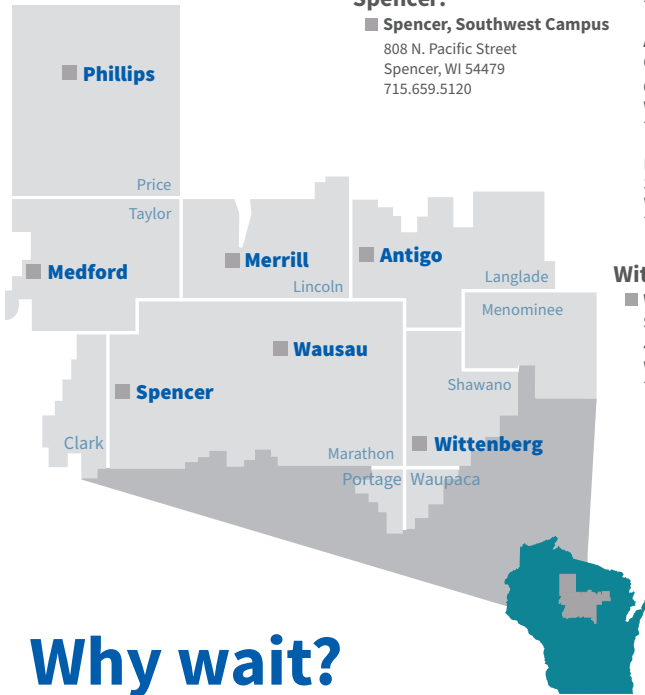 Spencer:
Spencer, Southwest Campus
808 N. Pacific Street
Spencer, WI 54479
715.659.5120
Phillips
Price
Taylor
Medford
Merrill
Lincoln
Antigo
Langlade
Menominee
Wausau
Spencer
Shawano
Clark
Marathon
Wittenberg
Portage
Waupaca
Why wait?